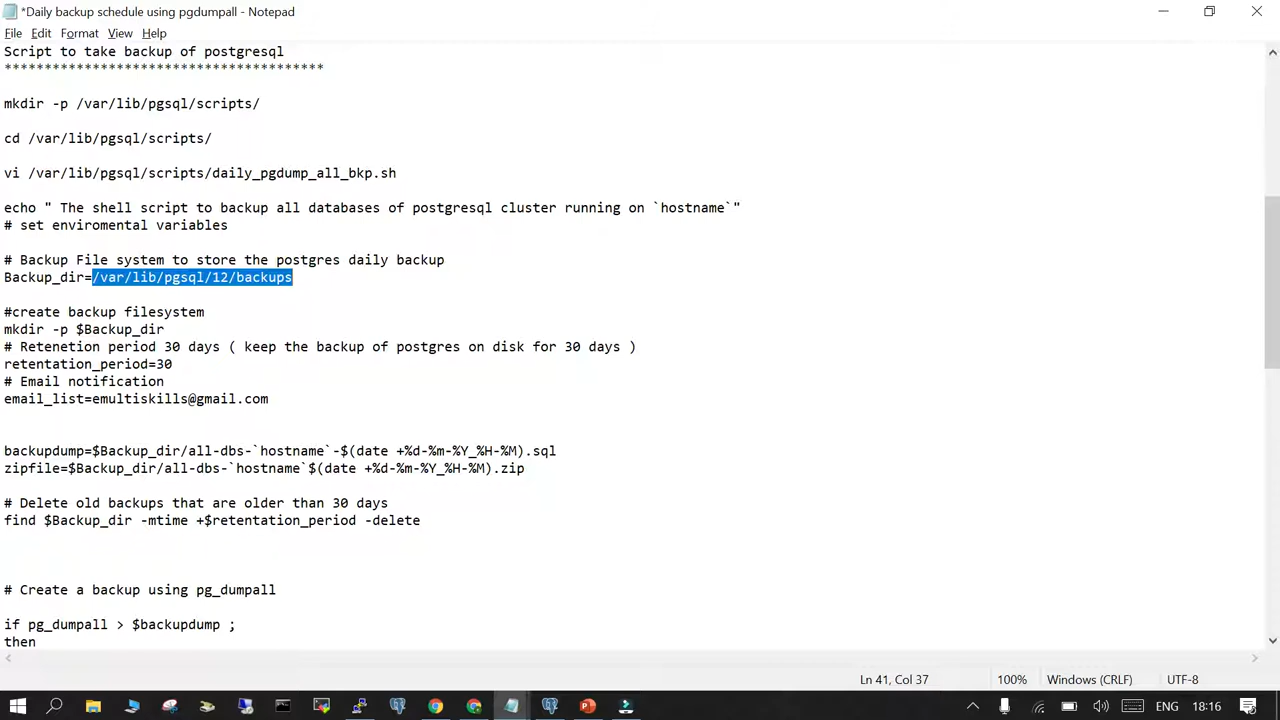 *Daily backup schedule using pgdumpall - Notepad
File Edit Format View Help
Script to take backup of postgresql
****************************************
mkdir -p /var/lib/pgsql/scripts/
cd /var/lib/pgsql/scripts/
vi /var/lib/pgsql/scripts/daily_pgdump_all_bkp.sh
echo " The shell script to backup all databases of postgresql cluster running on `hostname`"
# set enviromental variables
# Backup File system to store the postgres daily backup
Backup_dir=/var/lib/pgsql/12/backups
#create backup filesystem
mkdir -p $Backup_dir
# Retenetion period 30 days ( keep the backup of postgres on disk for 30 days )
retentation_period=30
# Email notification
email_list=emultiskills@gmail.com
backupdump=$Backup_dir/all-dbs-`hostname`-$(date +%d-%m-%Y_%H-%M).sql
zipfile=$Backup_dir/all-dbs-`hostname`$(date +%d-%m-%Y_%H-%M).zip
# Delete old backups that are older than 30 days
find $Backup_dir -mtime +$retentation_period -delete
# Create a backup using pg_dumpall
if pg_dumpall > $backupdump ;
then
Ln 41, Col 37 100% Windows (CRLF) UTF-8
ENG 18:16